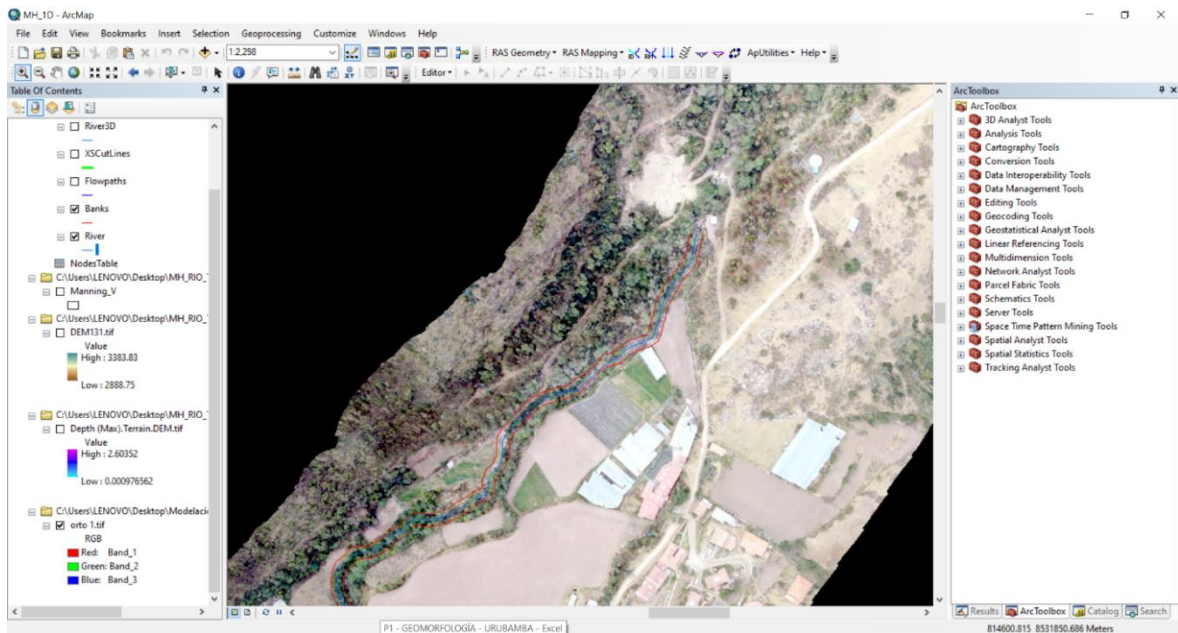 MH_1D - ArcMap
File Edit View Bookmarks Insert Selection Geoprocessing Customize Windows Help
1:2,298
RAS Geometry RAS Mapping ApUtilities Help
Editor
Table Of Contents
River3D
XSCutLines
Flowpaths
Banks
River
NodesTable
C:\Users\LENOVO\Desktop\MH_RIO_
Manning_V
C:\Users\LENOVO\Desktop\MH_RIO_
DEM131.tif
Value
High : 3383.83
Low : 2888.75
C:\Users\LENOVO\Desktop\MH_RIO_
Depth (Max).Terrain.DEM.tif
Value
High : 2.60352
Low : 0.000976562
C:\Users\LENOVO\Desktop\Modelaci
orto 1.tif
RGB
Red: Band_1
Green: Band_2
Blue: Band_3
ArcToolbox
ArcToolbox
3D Analyst Tools
Analysis Tools
Cartography Tools
Conversion Tools
Data Interoperability Tools
Data Management Tools
Editing Tools
Geocoding Tools
Geostatistical Analyst Tools
Linear Referencing Tools
Multidimension Tools
Network Analyst Tools
Parcel Fabric Tools
Schematics Tools
Server Tools
Space Time Pattern Mining Tools
Spatial Analyst Tools
Spatial Statistics Tools
Tracking Analyst Tools
Results ArcToolbox Catalog Search
P1 - GEOMORFOLOGÍA - URUBAMBA - Excel
814600.815 8531850.686 Meters